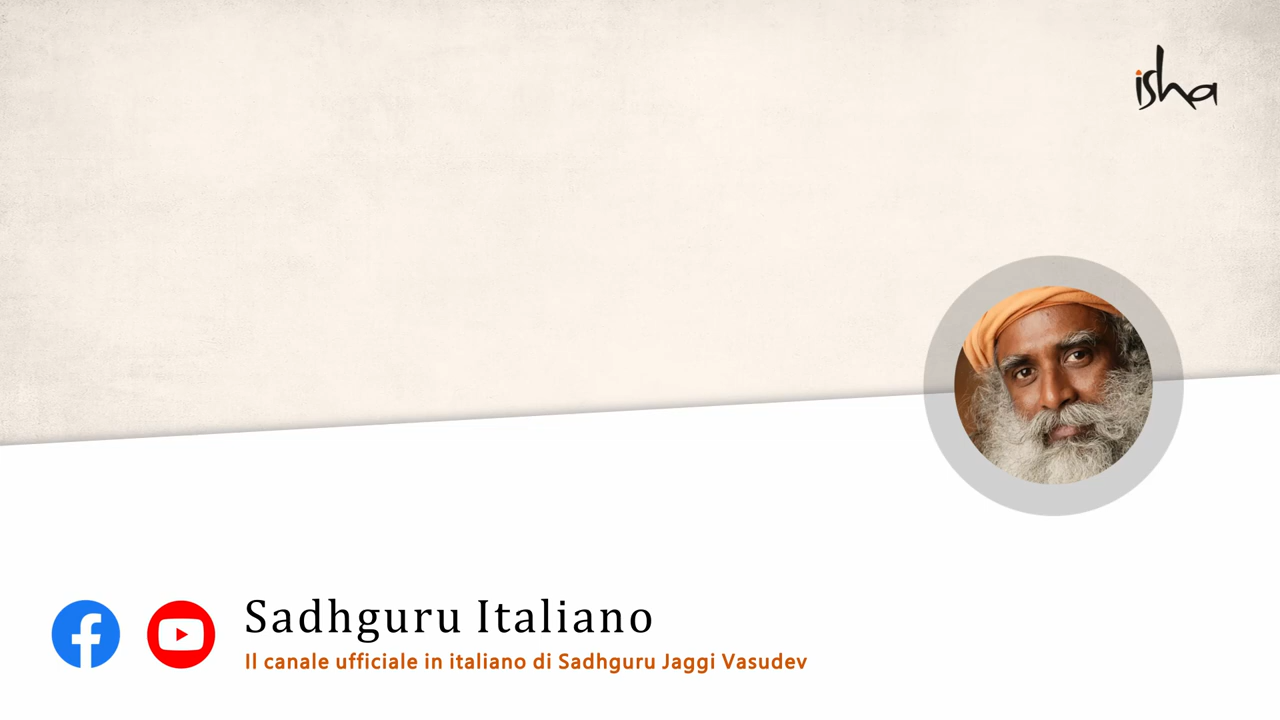 isha
Sadhguru Italiano
Il canale ufficiale in italiano di Sadhguru Jaggi Vasudev